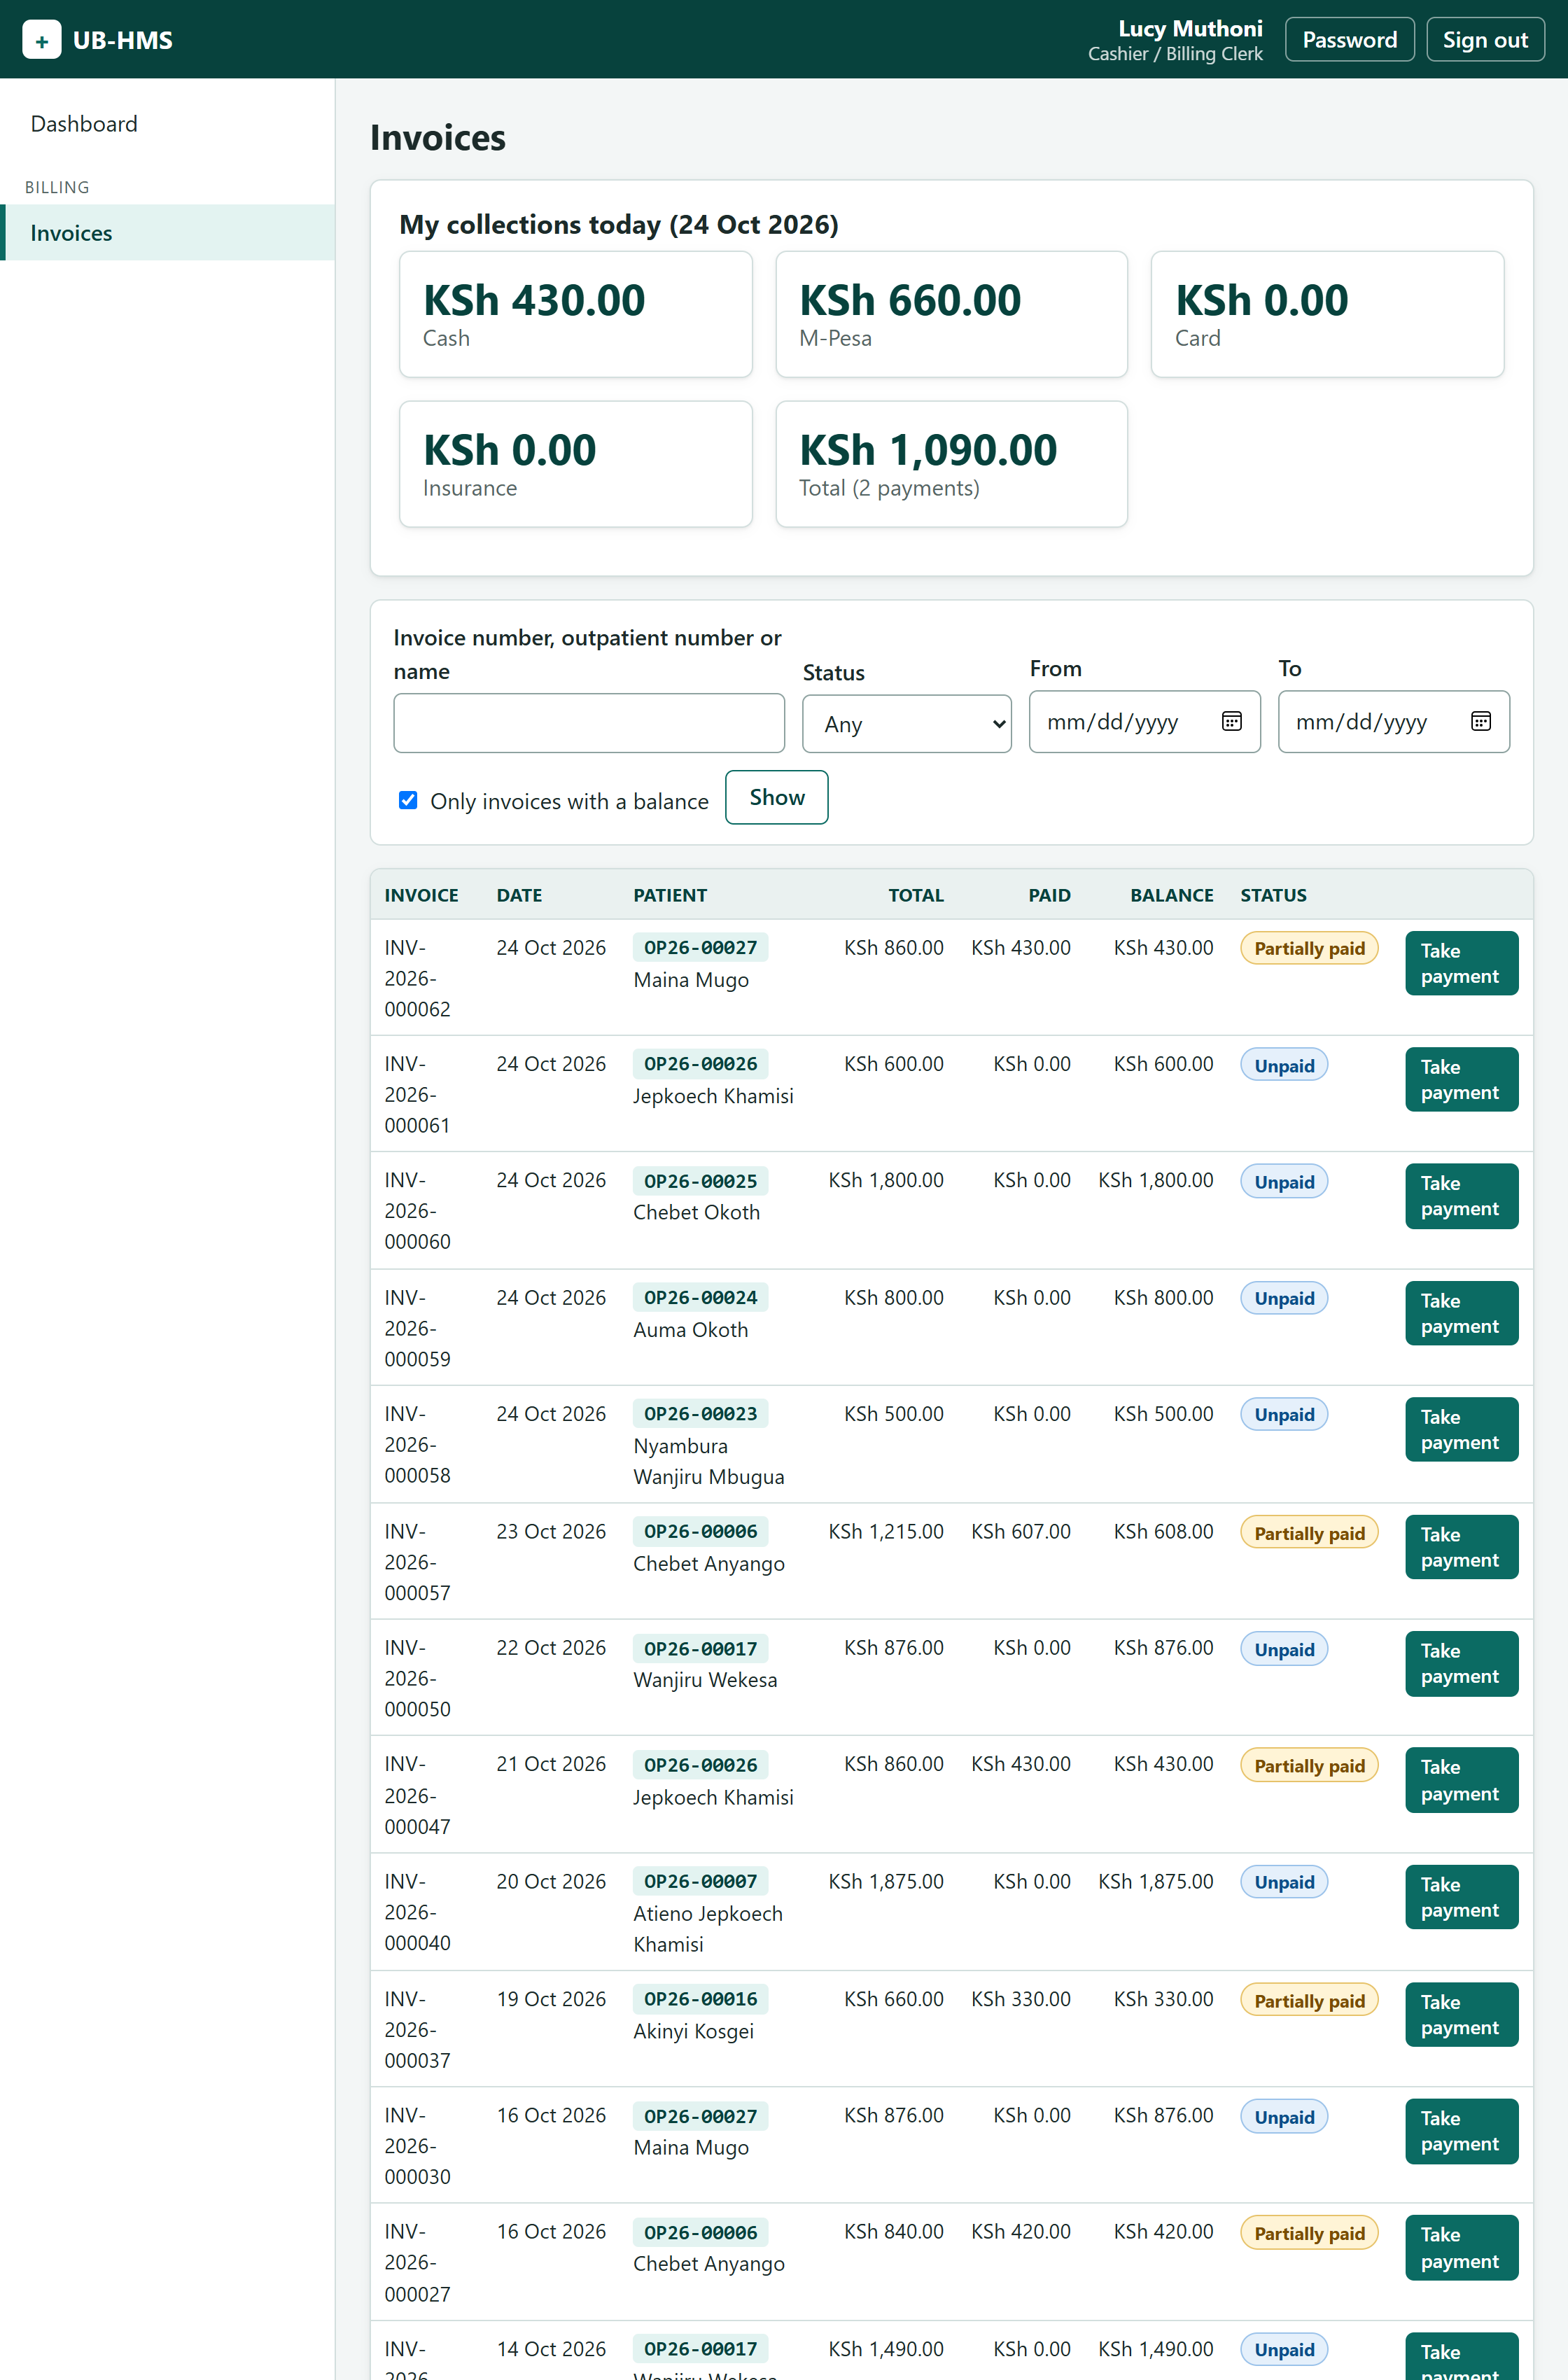 + UB-HMS
Lucy Muthoni
Cashier / Billing Clerk
Password
Sign out
Dashboard
BILLING
Invoices
Invoices
My collections today (24 Oct 2026)
KSh 430.00
Cash
KSh 660.00
M-Pesa
KSh 0.00
Card
KSh 0.00
Insurance
KSh 1,090.00
Total (2 payments)
Invoice number, outpatient number or
name
Status
Any
From
mm/dd/yyyy
To
mm/dd/yyyy
Only invoices with a balance
Show
INVOICE DATE PATIENT TOTAL PAID BALANCE STATUS
INV- 24 Oct 2026 OP26-00027 KSh 860.00 KSh 430.00 KSh 430.00 Partially paid Take
2026- Maina Mugo payment
000062
INV- 24 Oct 2026 OP26-00026 KSh 600.00 KSh 0.00 KSh 600.00 Unpaid Take
2026- Jepkoech Khamisi payment
000061
INV- 24 Oct 2026 OP26-00025 KSh 1,800.00 KSh 0.00 KSh 1,800.00 Unpaid Take
2026- Chebet Okoth payment
000060
INV- 24 Oct 2026 OP26-00024 KSh 800.00 KSh 0.00 KSh 800.00 Unpaid Take
2026- Auma Okoth payment
000059
INV- 24 Oct 2026 OP26-00023 KSh 500.00 KSh 0.00 KSh 500.00 Unpaid Take
2026- Nyambura payment
000058 Wanjiru Mbugua
INV- 23 Oct 2026 OP26-00006 KSh 1,215.00 KSh 607.00 KSh 608.00 Partially paid Take
2026- Chebet Anyango payment
000057
INV- 22 Oct 2026 OP26-00017 KSh 876.00 KSh 0.00 KSh 876.00 Unpaid Take
2026- Wanjiru Wekesa payment
000050
INV- 21 Oct 2026 OP26-00026 KSh 860.00 KSh 430.00 KSh 430.00 Partially paid Take
2026- Jepkoech Khamisi payment
000047
INV- 20 Oct 2026 OP26-00007 KSh 1,875.00 KSh 0.00 KSh 1,875.00 Unpaid Take
2026- Atieno Jepkoech payment
000040 Khamisi
INV- 19 Oct 2026 OP26-00016 KSh 660.00 KSh 330.00 KSh 330.00 Partially paid Take
2026- Akinyi Kosgei payment
000037
INV- 16 Oct 2026 OP26-00027 KSh 876.00 KSh 0.00 KSh 876.00 Unpaid Take
2026- Maina Mugo payment
000030
INV- 16 Oct 2026 OP26-00006 KSh 840.00 KSh 420.00 KSh 420.00 Partially paid Take
2026- Chebet Anyango payment
000027
INV- 14 Oct 2026 OP26-00017 KSh 1,490.00 KSh 0.00 KSh 1,490.00 Unpaid Take
2026- Wanjiru Wekesa payment